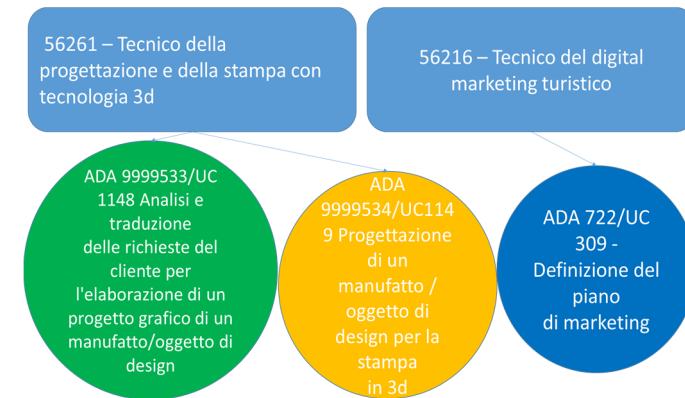 56261 – Tecnico della
progettazione e della stampa con
tecnologia 3d
56216 – Tecnico del digital
marketing turistico
ADA 9999533/UC
1148 Analisi e
traduzione
delle richieste del
cliente per
l'elaborazione di un
progetto grafico di un
manufatto/oggetto di
design
ADA
9999534/UC114
9 Progettazione
di un
manufatto /
oggetto di
design per la
stampa
in 3d
ADA 722/UC
309 -
Definizione del
piano
di marketing